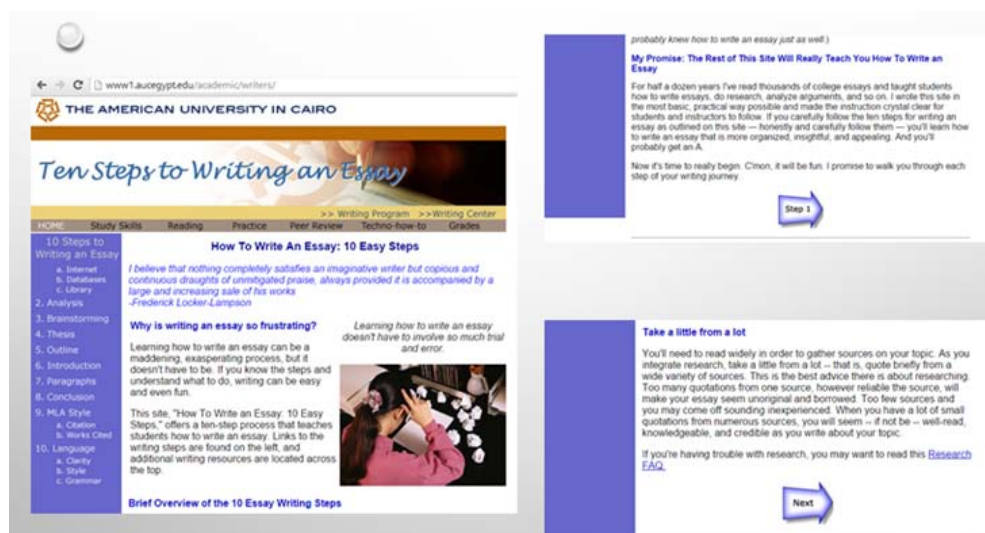 www1.aucegypt.edu/academic/writers/
THE AMERICAN UNIVERSITY IN CAIRO
Ten Steps to Writing an Essay
>> Writing Program >>Writing Center
HOME Study Skills Reading Practice Peer Review Techno-how-to Grades
10 Steps to
Writing an Essay
a. Internet
b. Databases
c. Library
2. Analysis
3. Brainstorming
4. Thesis
5. Outline
6. Introduction
7. Paragraphs
8. Conclusion
9. MLA Style
a. Citation
b. Works Cited
10. Language
a. Clarity
b. Style
c. Grammar
How To Write An Essay: 10 Easy Steps
I believe that nothing completely satisfies an imaginative writer but copious and
continuous draughts of unmitigated praise, always provided it is accompanied by a
large and increasing sale of his works
-Frederick Locker-Lampson
Why is writing an essay so frustrating?
Learning how to write an essay can be a
maddening, exasperating process, but it
doesn't have to be. If you know the steps and
understand what to do, writing can be easy
and even fun.
This site, "How To Write an Essay: 10 Easy
Steps," offers a ten-step process that teaches
students how to write an essay. Links to the
writing steps are found on the left, and
additional writing resources are located across
the top.
Learning how to write an essay
doesn't have to involve so much trial
and error.
Brief Overview of the 10 Essay Writing Steps
probably knew how to write an essay just as well.)
My Promise: The Rest of This Site Will Really Teach You How To Write an
Essay
For half a dozen years I've read thousands of college essays and taught students
how to write essays, do research, analyze arguments, and so on. I wrote this site in
the most basic, practical way possible and made the instruction crystal clear for
students and instructors to follow. If you carefully follow the ten steps for writing an
essay as outlined on this site — honestly and carefully follow them — you'll learn how
to write an essay that is more organized, insightful, and appealing. And you'll
probably get an A.
Now it's time to really begin. C'mon, it will be fun. I promise to walk you through each
step of your writing journey.
Step 1
Take a little from a lot
You'll need to read widely in order to gather sources on your topic. As you
integrate research, take a little from a lot -- that is, quote briefly from a
wide variety of sources. This is the best advice there is about researching.
Too many quotations from one source, however reliable the source, will
make your essay seem unoriginal and borrowed. Too few sources and
you may come off sounding inexperienced. When you have a lot of small
quotations from numerous sources, you will seem -- if not be -- well-read,
knowledgeable, and credible as you write about your topic.
If you're having trouble with research, you may want to read this Research
FAQ.
Next